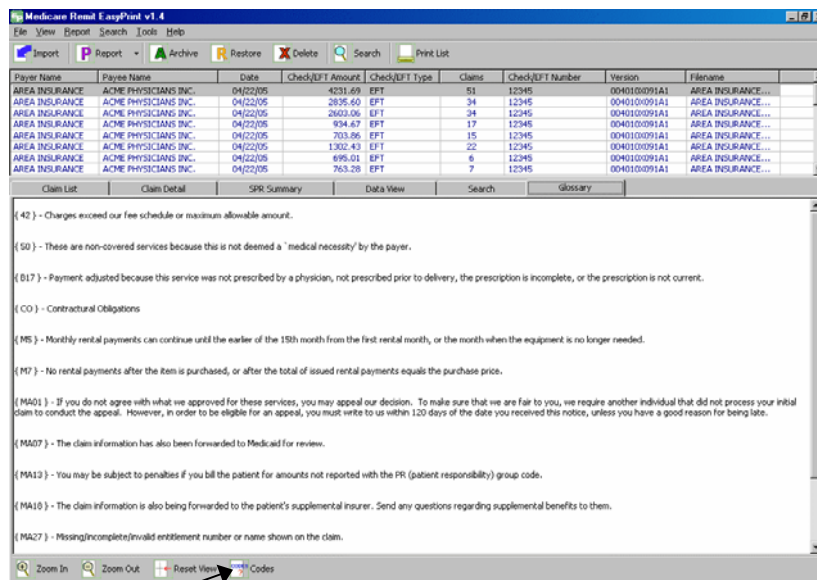 Medicare Remit EasyPrint v1.4
File View Report Search Tools Help
Import Report Archive Restore Delete Search Print List
Payer Name Payee Name Date Check/EFT Amount Check/EFT Type Claims Check/EFT Number Version Filename
AREA INSURANCE ACME PHYSICIANS INC. 04/22/05 4231.69 EFT 51 12345 004010X091A1 AREA INSURANCE...
AREA INSURANCE ACME PHYSICIANS INC. 04/22/05 2835.60 EFT 34 12345 004010X091A1 AREA INSURANCE...
AREA INSURANCE ACME PHYSICIANS INC. 04/22/05 2603.06 EFT 34 12345 004010X091A1 AREA INSURANCE...
AREA INSURANCE ACME PHYSICIANS INC. 04/22/05 934.67 EFT 17 12345 004010X091A1 AREA INSURANCE...
AREA INSURANCE ACME PHYSICIANS INC. 04/22/05 703.86 EFT 15 12345 004010X091A1 AREA INSURANCE...
AREA INSURANCE ACME PHYSICIANS INC. 04/22/05 1302.43 EFT 22 12345 004010X091A1 AREA INSURANCE...
AREA INSURANCE ACME PHYSICIANS INC. 04/22/05 695.01 EFT 6 12345 004010X091A1 AREA INSURANCE...
AREA INSURANCE ACME PHYSICIANS INC. 04/22/05 763.28 EFT 7 12345 004010X091A1 AREA INSURANCE...
Claim List Claim Detail SPR Summary Data View Search Glossary
{ 42 } - Charges exceed our fee schedule or maximum allowable amount.
{ 50 } - These are non-covered services because this is not deemed a `medical necessity' by the payer.
{ B17 } - Payment adjusted because this service was not prescribed by a physician, not prescribed prior to delivery, the prescription is incomplete, or the prescription is not current.
{ CO } - Contractural Obligations
{ M5 } - Monthly rental payments can continue until the earlier of the 15th month from the first rental month, or the month when the equipment is no longer needed.
{ M7 } - No rental payments after the item is purchased, or after the total of issued rental payments equals the purchase price.
{ MA01 } - If you do not agree with what we approved for these services, you may appeal our decision. To make sure that we are fair to you, we require another individual that did not process your initial
claim to conduct the appeal. However, in order to be eligible for an appeal, you must write to us within 120 days of the date you received this notice, unless you have a good reason for being late.
{ MA07 } - The claim information has also been forwarded to Medicaid for review.
{ MA13 } - You may be subject to penalties if you bill the patient for amounts not reported with the PR (patient responsibility) group code.
{ MA18 } - The claim information is also being forwarded to the patient's supplemental insurer. Send any questions regarding supplemental benefits to them.
{ MA27 } - Missing/incomplete/invalid entitlement number or name shown on the claim.
Zoom In Zoom Out Reset View Codes